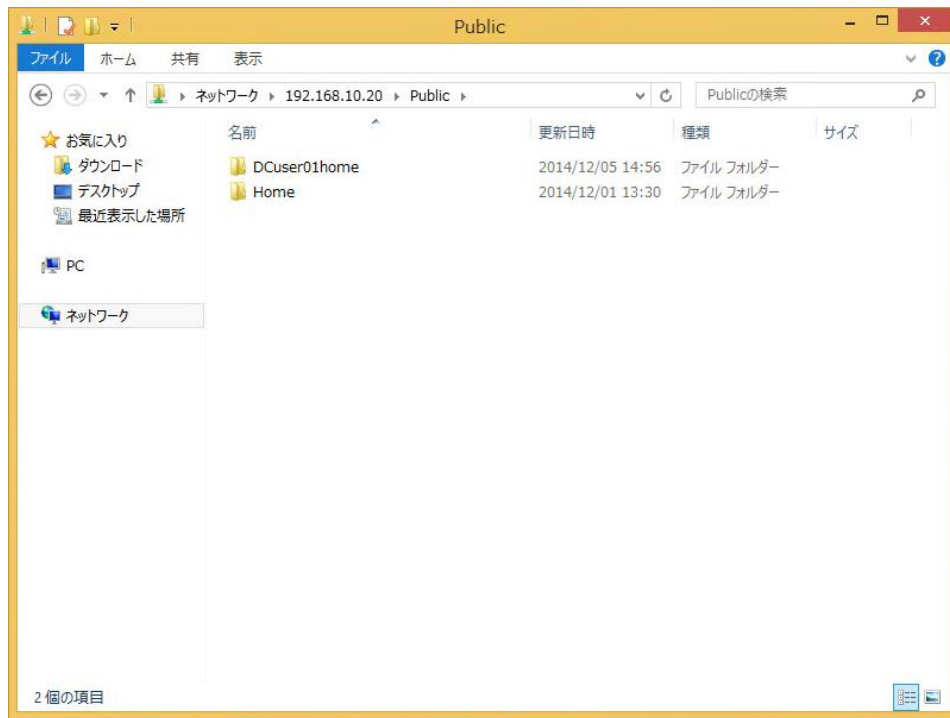 Public
ファイル ホーム 共有 表示
ネットワーク 192.168.10.20 Public Publicの検索
お気に入り
ダウンロード
デスクトップ
最近表示した場所
PC
ネットワーク
名前 更新日時 種類 サイズ
DCuser01home 2014/12/05 14:56 ファイル フォルダー
Home 2014/12/01 13:30 ファイル フォルダー
2 個の項目